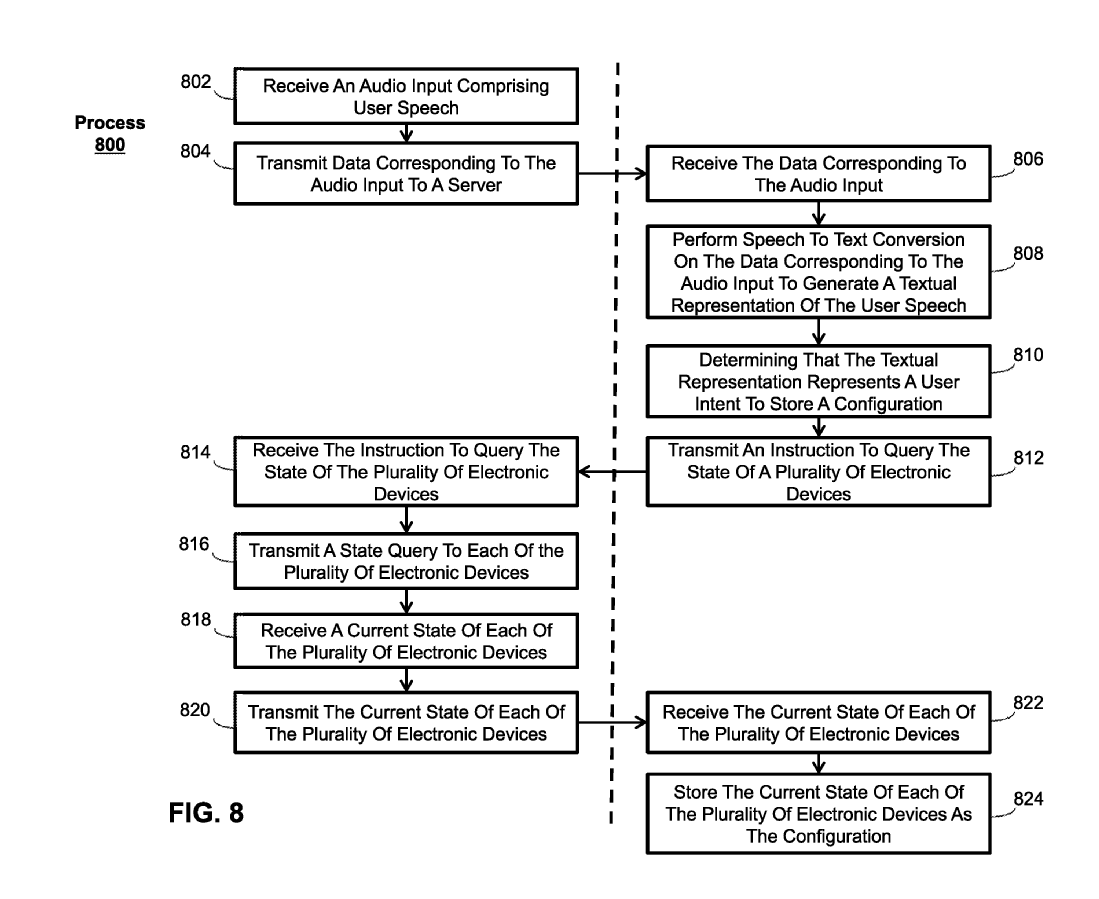 Process
800
802
Receive An Audio Input Comprising
User Speech
804
Transmit Data Corresponding To The
Audio Input To A Server
806
Receive The Data Corresponding To
The Audio Input
808
Perform Speech To Text Conversion
On The Data Corresponding To The
Audio Input To Generate A Textual
Representation Of The User Speech
810
Determining That The Textual
Representation Represents A User
Intent To Store A Configuration
812
Transmit An Instruction To Query The
State Of A Plurality Of Electronic
Devices
814
Receive The Instruction To Query The
State Of The Plurality Of Electronic
Devices
816
Transmit A State Query To Each Of the
Plurality Of Electronic Devices
818
Receive A Current State Of Each Of
The Plurality Of Electronic Devices
820
Transmit The Current State Of Each Of
The Plurality Of Electronic Devices
822
Receive The Current State Of Each Of
The Plurality Of Electronic Devices
824
Store The Current State Of Each Of
The Plurality Of Electronic Devices As
The Configuration
FIG. 8